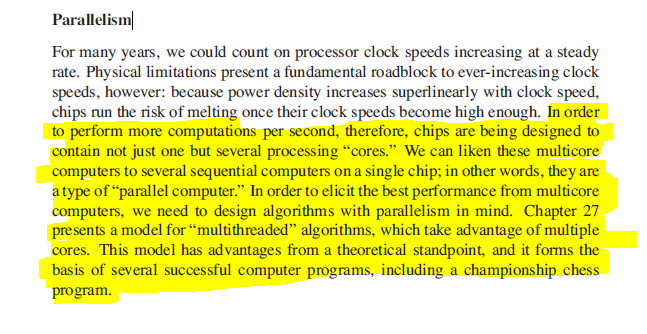 Parallelism
For many years, we could count on processor clock speeds increasing at a steady
rate. Physical limitations present a fundamental roadblock to ever-increasing clock
speeds, however: because power density increases superlinearly with clock speed,
chips run the risk of melting once their clock speeds become high enough. In order
to perform more computations per second, therefore, chips are being designed to
contain not just one but several processing “cores.” We can liken these multicore
computers to several sequential computers on a single chip; in other words, they are
a type of “parallel computer.” In order to elicit the best performance from multicore
computers, we need to design algorithms with parallelism in mind. Chapter 27
presents a model for “multithreaded” algorithms, which take advantage of multiple
cores. This model has advantages from a theoretical standpoint, and it forms the
basis of several successful computer programs, including a championship chess
program.